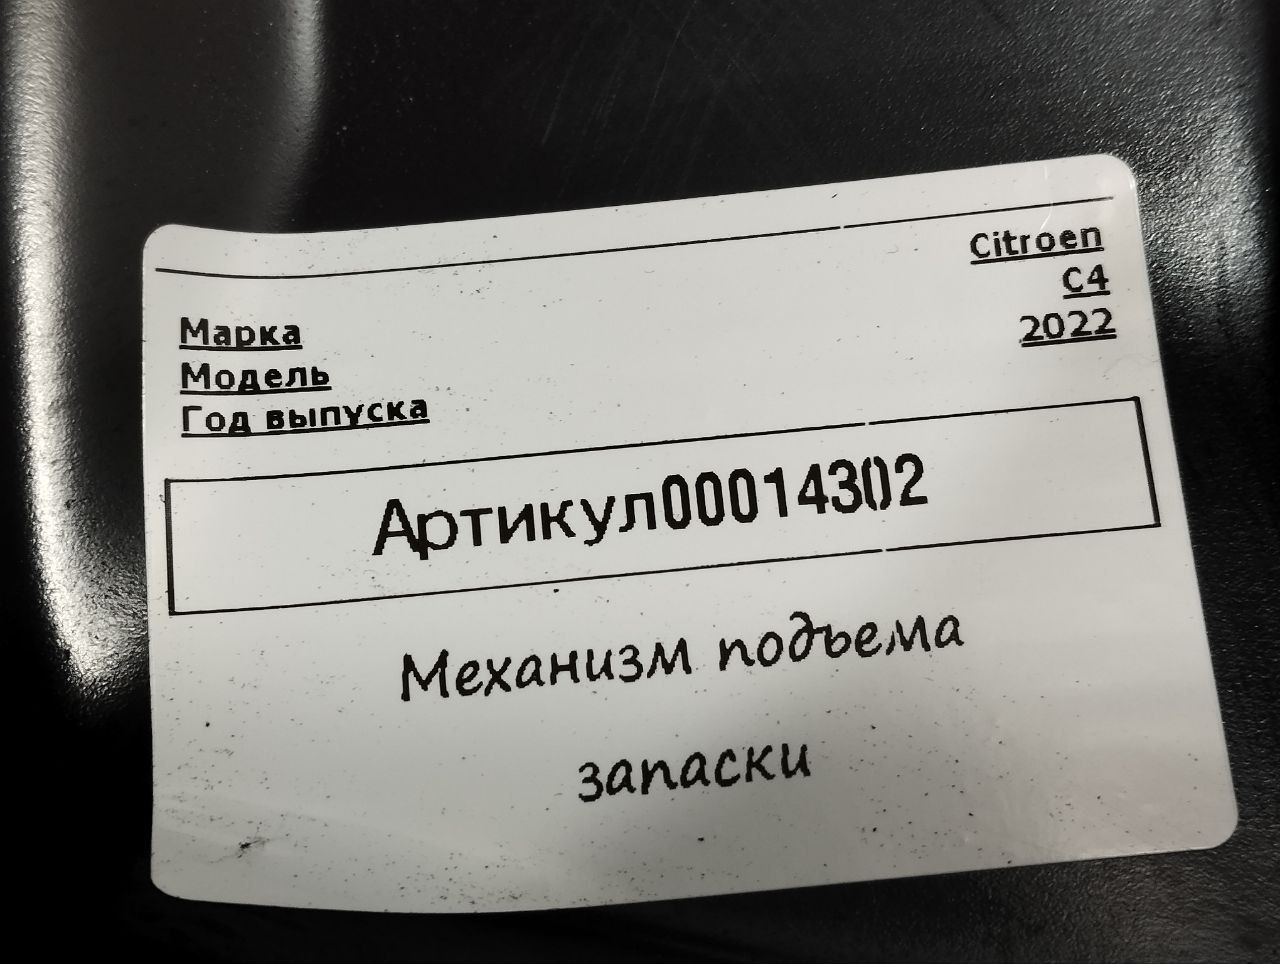 Марка Citroen
Модель C4
Год выпуска 2022
Артикул00014302
Механизм подъема
запаски